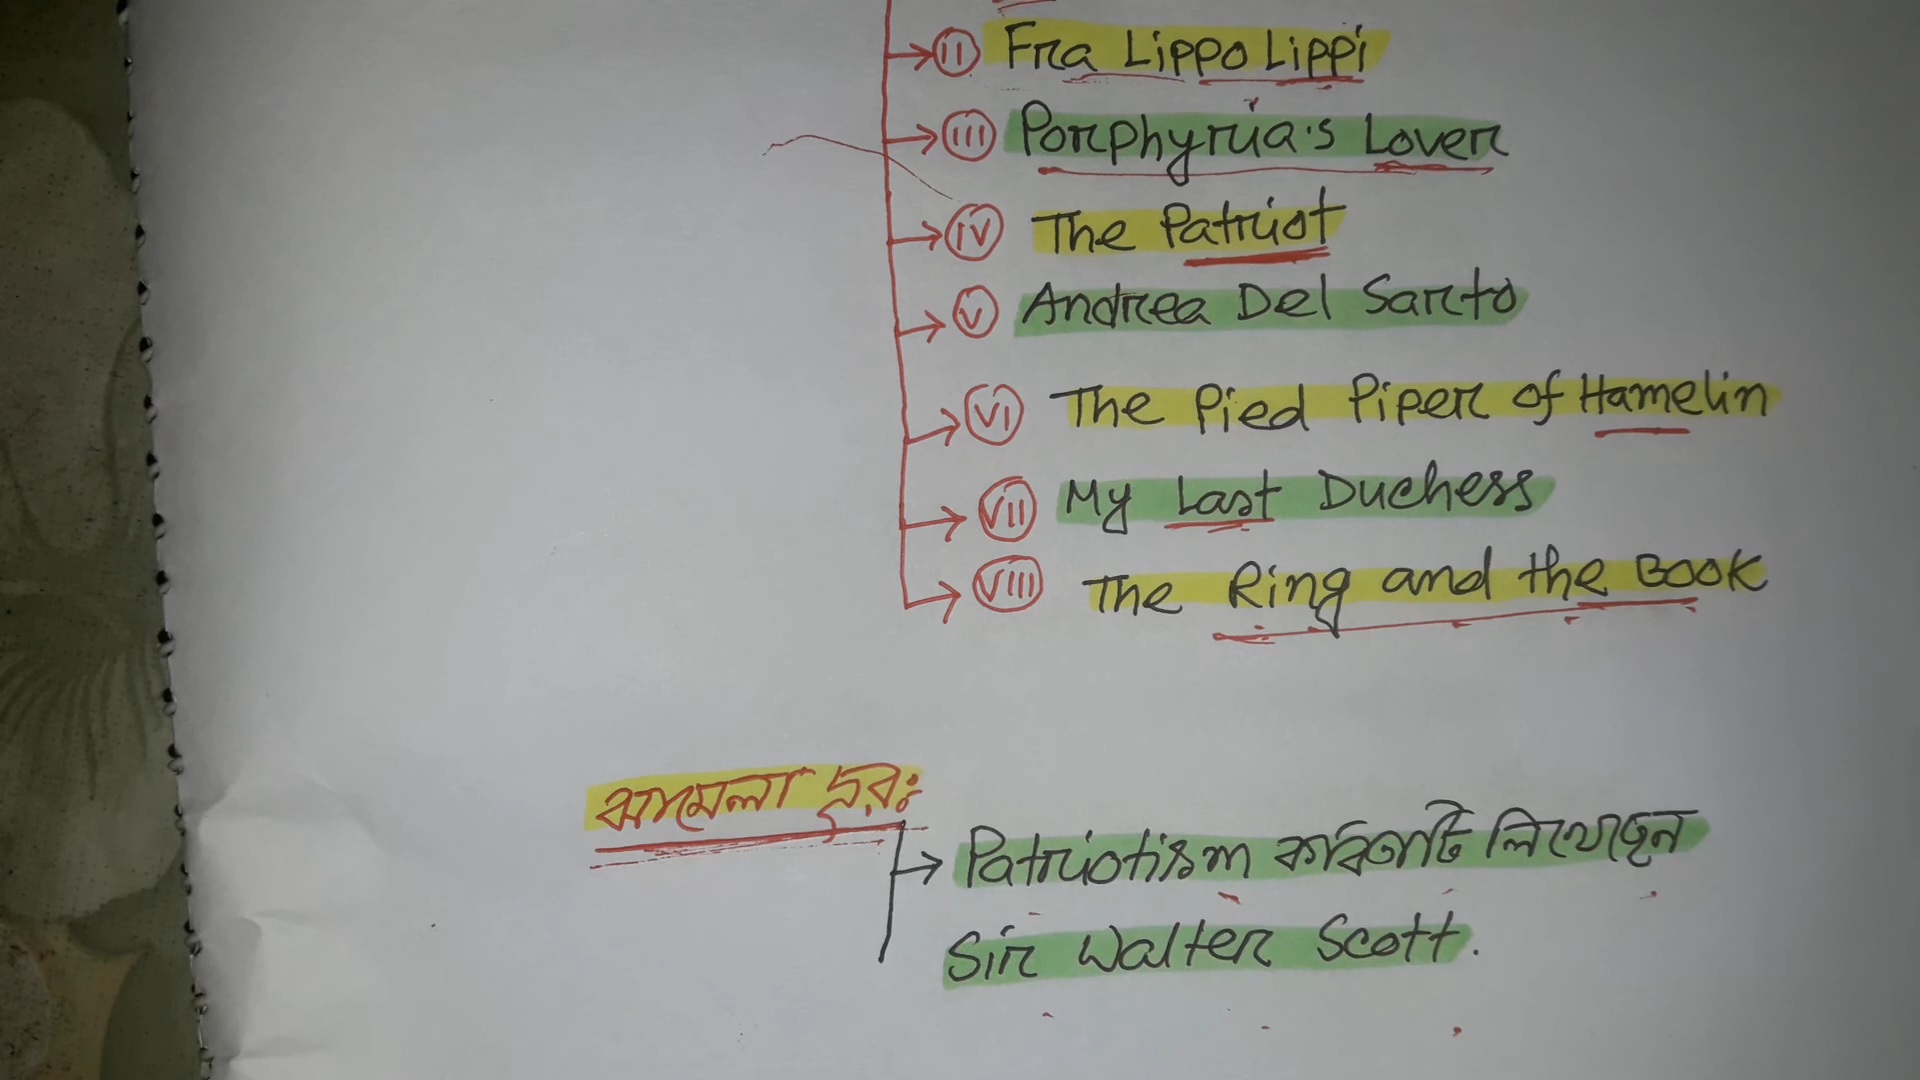 (ii) Fra Lippo Lippi
(iii) Porphyria's Lover
(iv) The Patriot
(v) Andrea Del Sarto
(vi) The Pied Piper of Hamelin
(vii) My Last Duchess
(viii) The Ring and the Book
ঝামেলা দূর:
Patriotism কবিতাটি লিখেছেন
Sir Walter Scott.